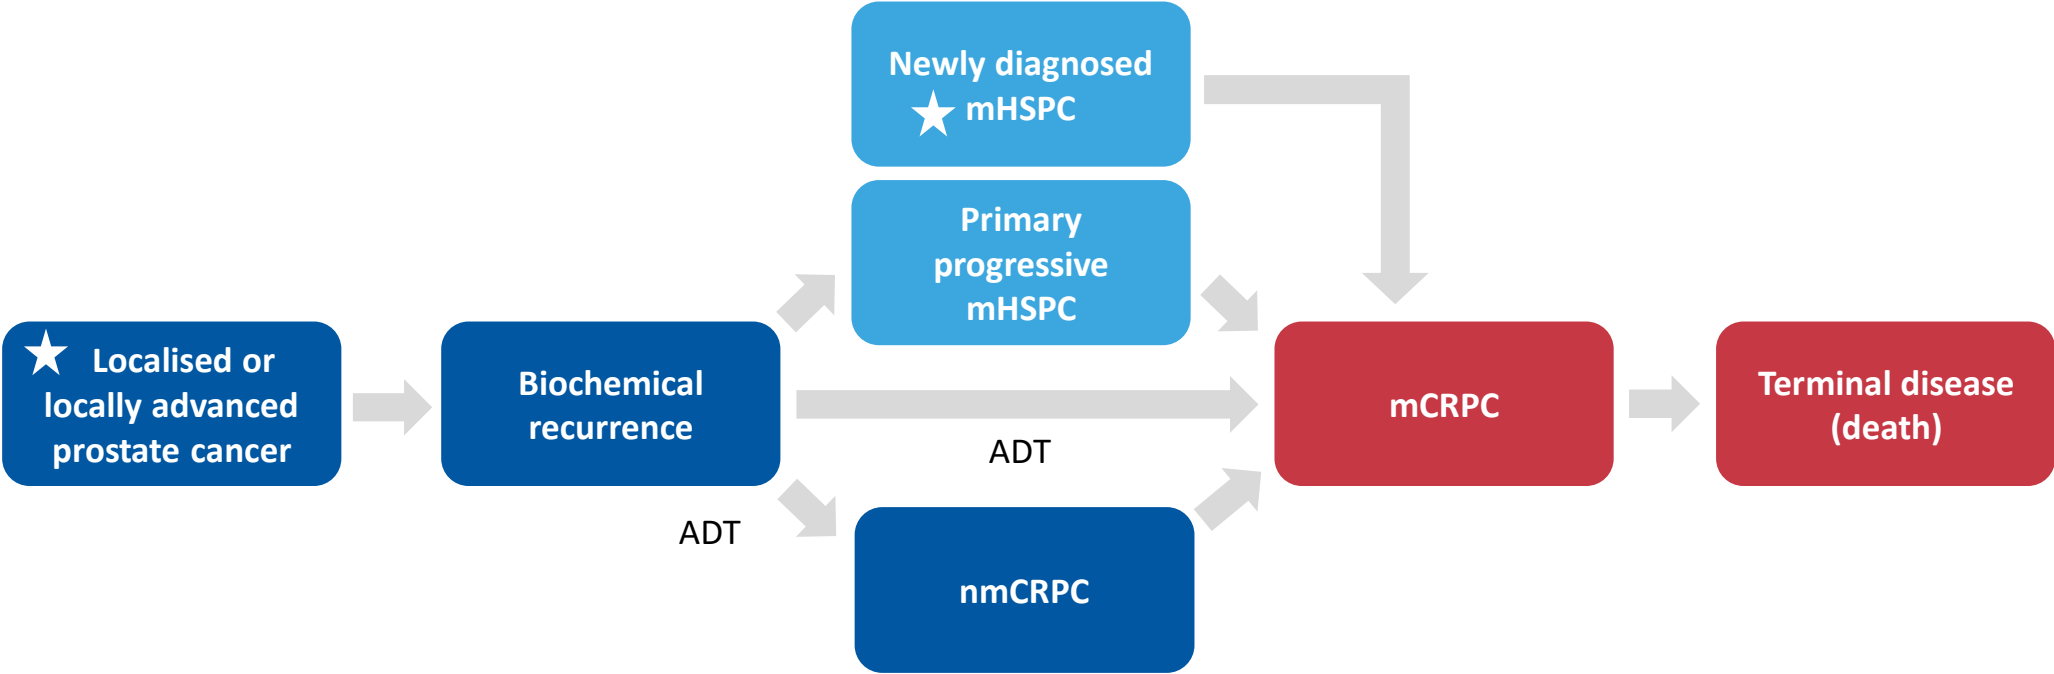 Newly diagnosed
mHSPC
Primary
progressive
mHSPC
Localised or
locally advanced
prostate cancer
Biochemical
recurrence
ADT
ADT
nmCRPC
mCRPC
Terminal disease
(death)